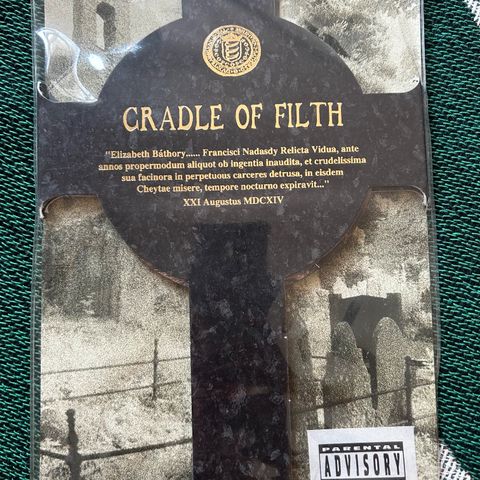 CRADLE OF FILTH
"Elizabeth Báthory...... Francisci Nadasdy Relicta Vidua, ante
annos propermodum aliquot ob ingentia inaudita, et crudelissima
sua facinora in perpetuous carceres detrusa, in eisdem
Cheytae misere, tempore nocturno expiravit..."
XXI Augustus MDCXIV
PARENTAL
ADVISORY